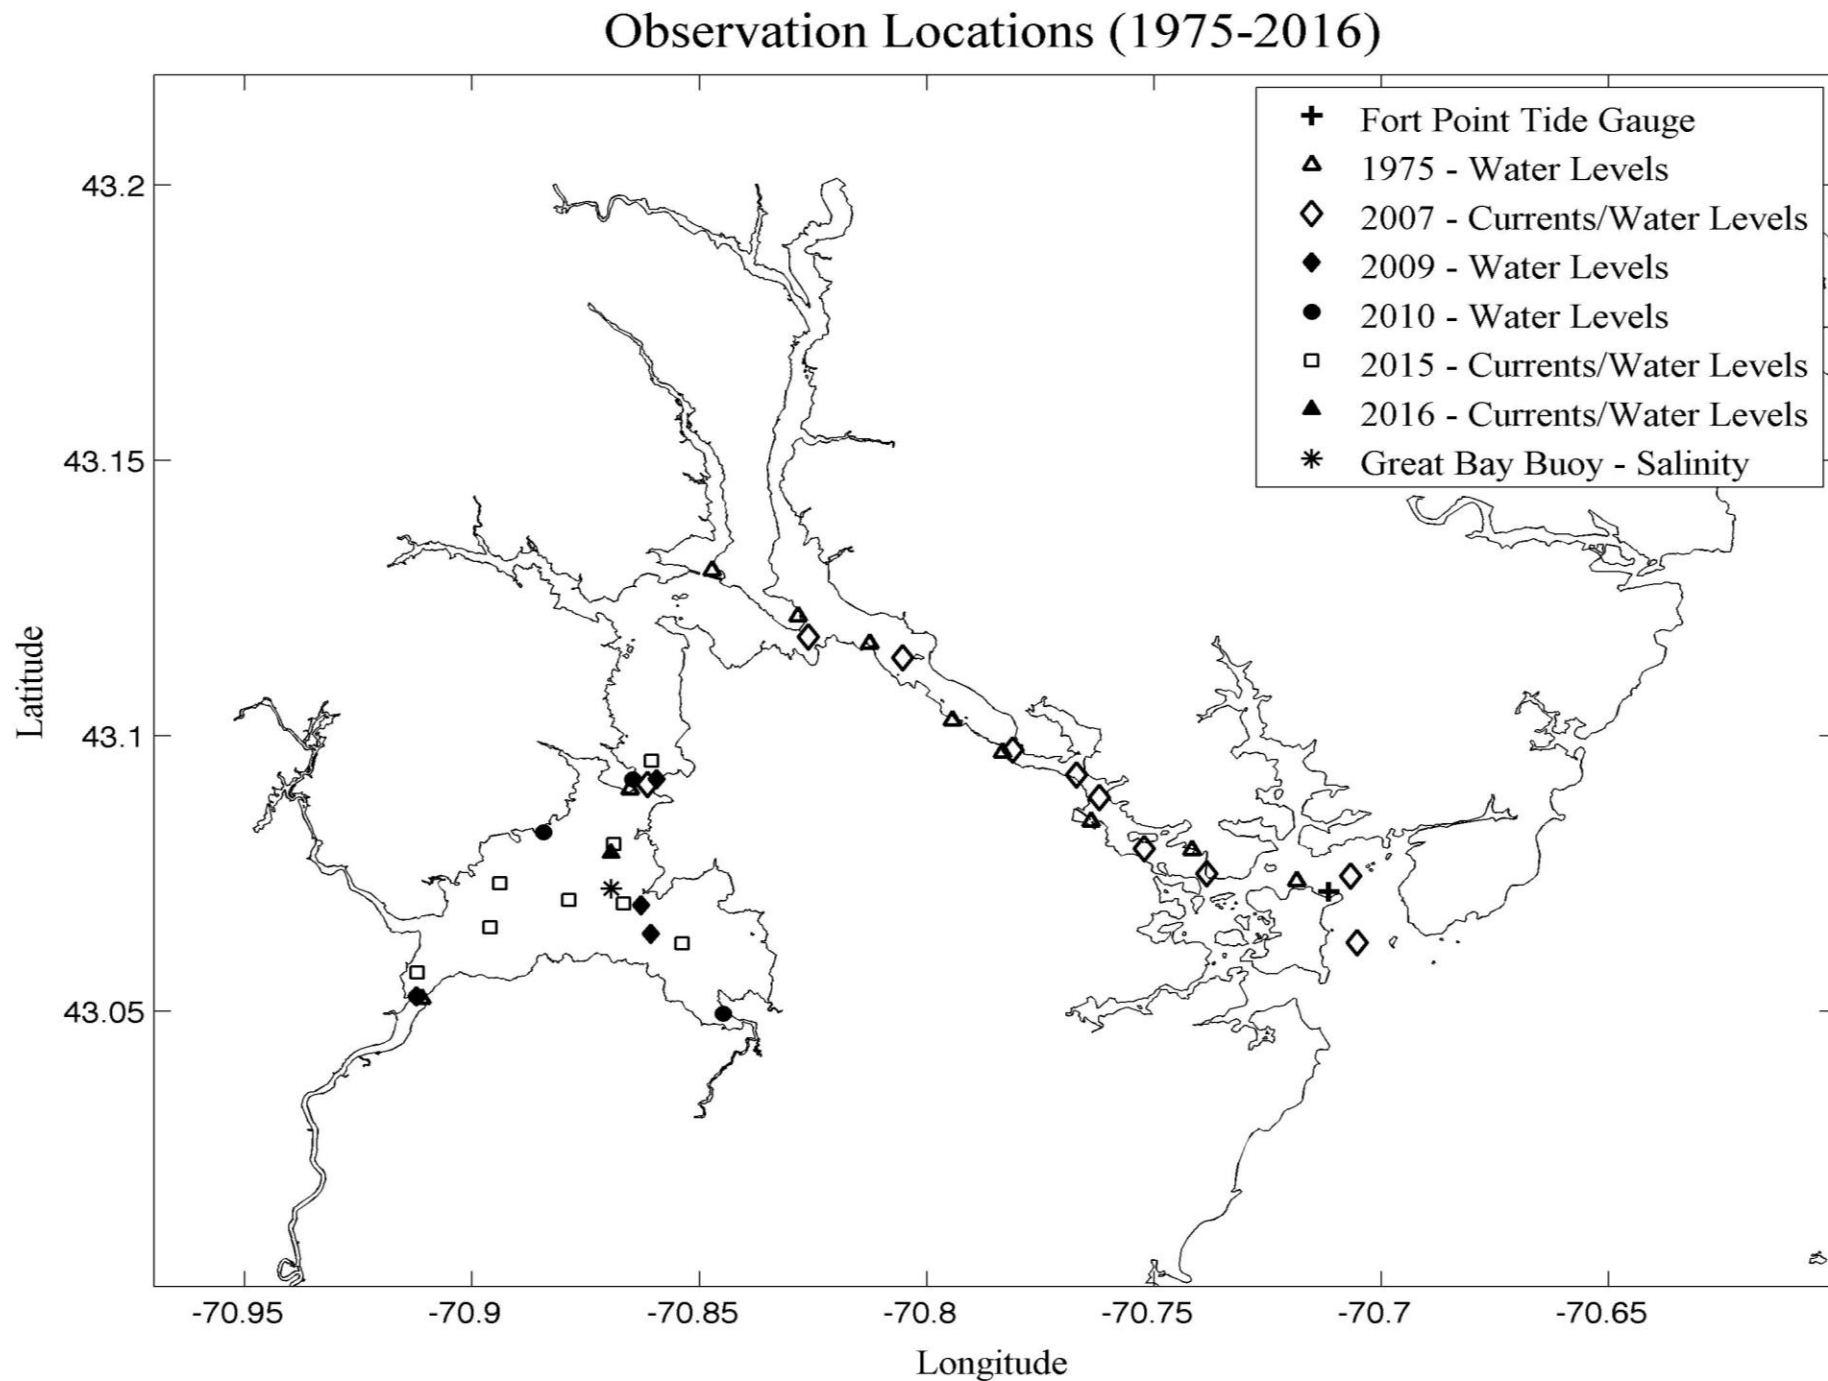 Observation Locations (1975-2016)
Fort Point Tide Gauge
1975 - Water Levels
2007 - Currents/Water Levels
2009 - Water Levels
2010 - Water Levels
2015 - Currents/Water Levels
2016 - Currents/Water Levels
Great Bay Buoy - Salinity
43.2
43.15
43.1
43.05
Latitude
-70.95
-70.9
-70.85
-70.8
-70.75
-70.7
-70.65
Longitude